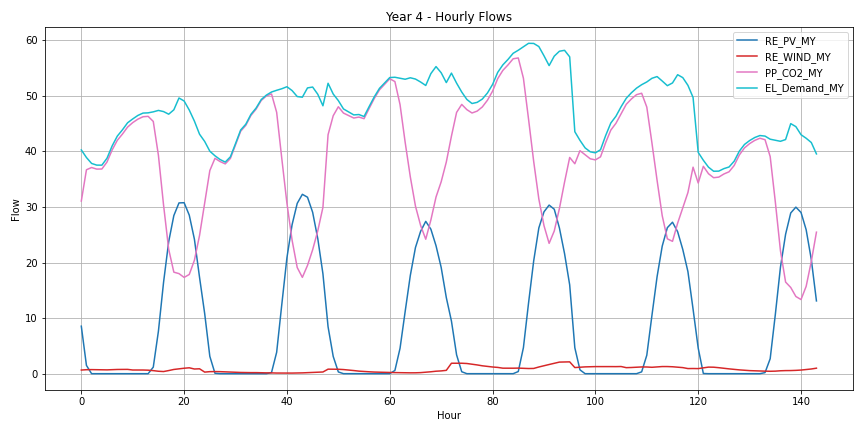 Year 4 - Hourly Flows
RE_PV_MY
RE_WIND_MY
PP_CO2_MY
EL_Demand_MY
Flow
60
50
40
30
20
10
0
0 20 40 60 80 100 120 140
Hour